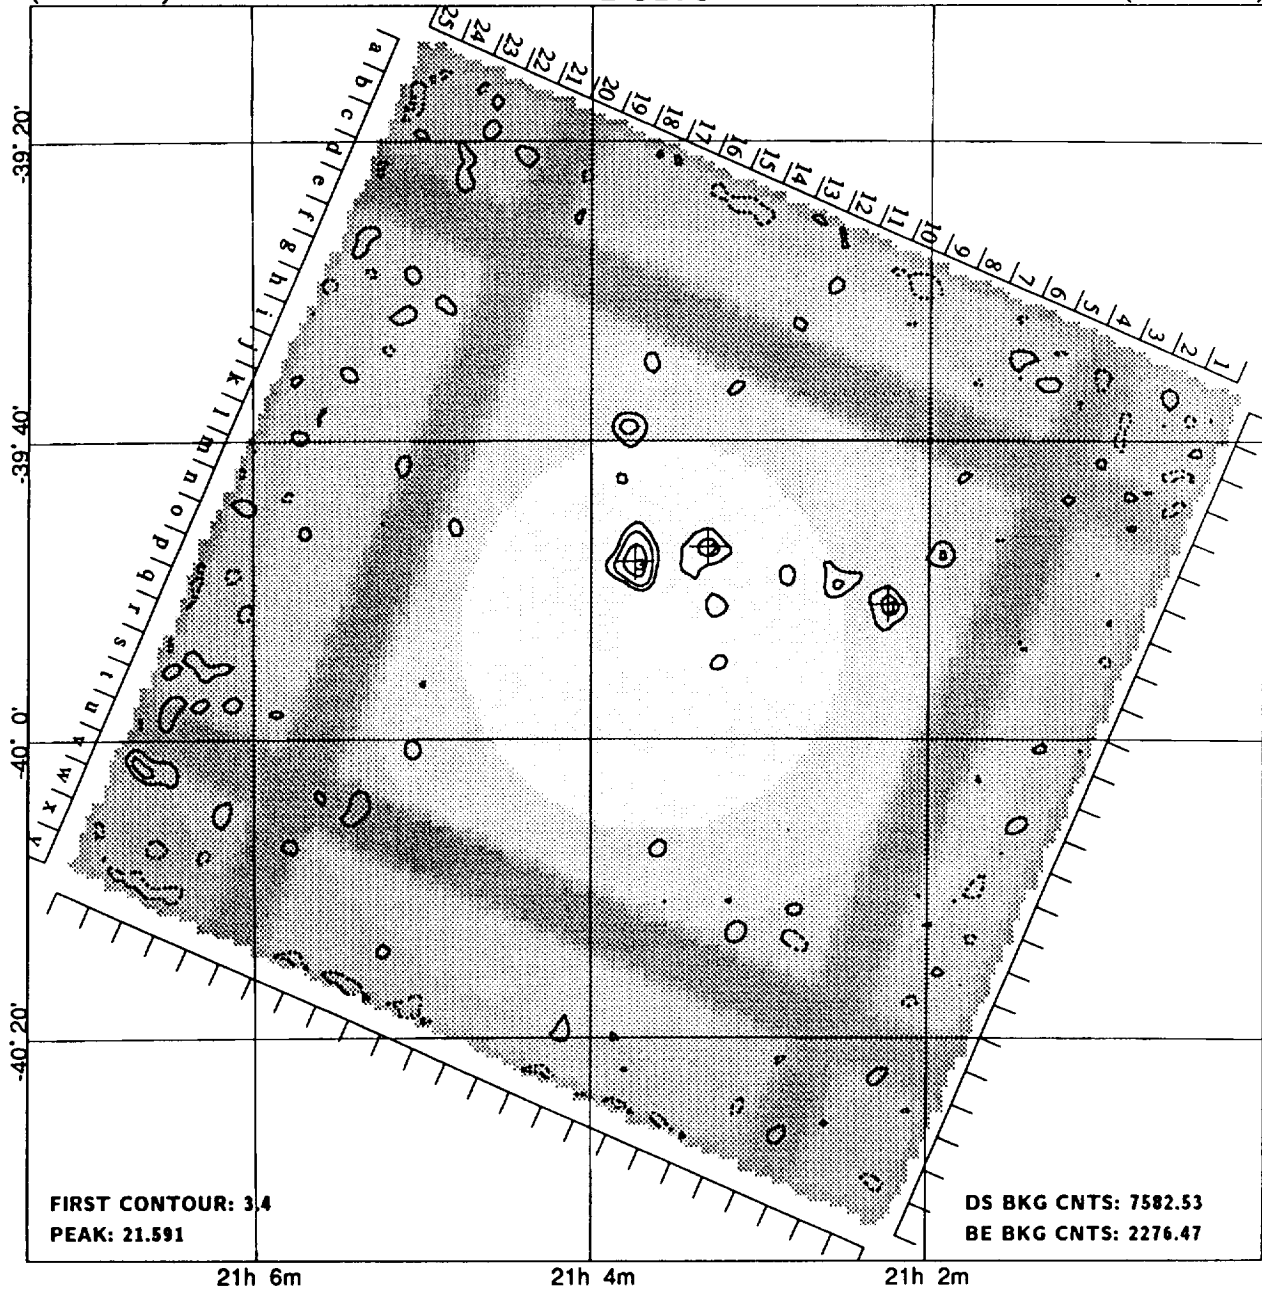 25 24 23 22 21 20 19 18 17 16 15 14 13 12 11 10 9 8 7 6 5 4 3 2 1
a b c d e f g h i j k l m n o p q r s t u v w x y
-39° 20'
-39° 40'
-40° 0'
-40° 20'
FIRST CONTOUR: 3.4
PEAK: 21.591
DS BKG CNTS: 7582.53
BE BKG CNTS: 2276.47
21h 6m
21h 4m
21h 2m